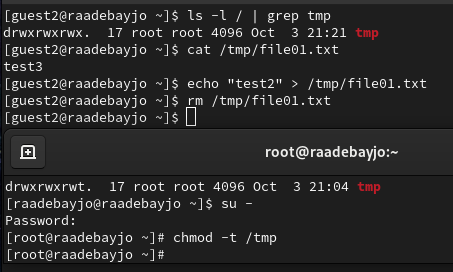 [guest2@raadebayjo ~]$ ls -l / | grep tmp
drwxrwxrwx.  17 root root 4096 Oct  3 21:21 tmp
[guest2@raadebayjo ~]$ cat /tmp/file01.txt
test3
[guest2@raadebayjo ~]$ echo "test2" > /tmp/file01.txt
[guest2@raadebayjo ~]$ rm /tmp/file01.txt
[guest2@raadebayjo ~]$
root@raadebayjo:~
drwxrwxrwt.  17 root root 4096 Oct  3 21:04 tmp
[raadebayjo@raadebayjo ~]$ su -
Password:
[root@raadebayjo ~]# chmod -t /tmp
[root@raadebayjo ~]#